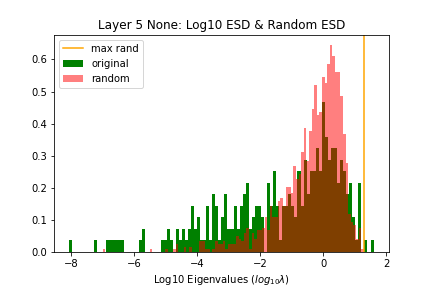 Layer 5 None: Log10 ESD & Random ESD
max rand
original
random
0.6
0.5
0.4
0.3
0.2
0.1
0.0
−8
−6
−4
−2
0
2
Log10 Eigenvalues (log₁₀λ)